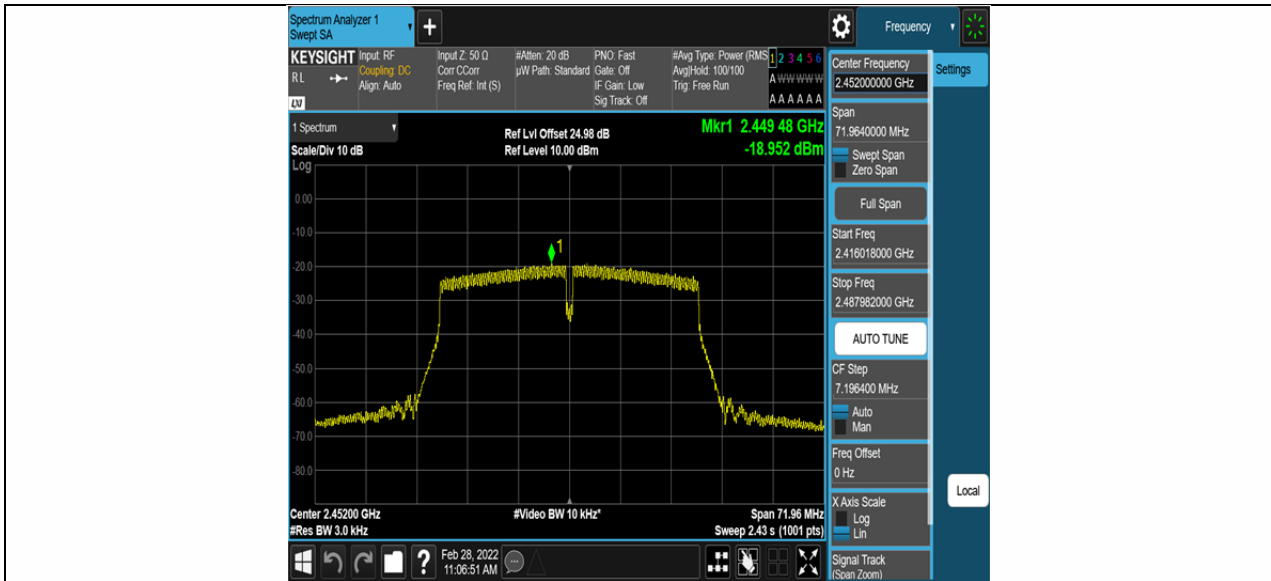 Spectrum Analyzer 1
Swept SA
Frequency
KEYSIGHT
RL
LXI
Input: RF
Coupling: DC
Align: Auto
Input Z: 50 Ω
Corr CCorr
Freq Ref: Int (S)
#Atten: 20 dB
µW Path: Standard
PNO: Fast
Gate: Off
IF Gain: Low
Sig Track: Off
#Avg Type: Power (RMS
Avg|Hold: 100/100
Trig: Free Run
1 2 3 4 5 6
A W W W W W
A A A A A A
1 Spectrum
Scale/Div 10 dB
Log
Ref Lvl Offset 24.98 dB
Ref Level 10.00 dBm
Mkr1 2.449 48 GHz
-18.952 dBm
0.00
-10.0
-20.0
-30.0
-40.0
-50.0
-60.0
-70.0
-80.0
1
Center 2.45200 GHz
#Res BW 3.0 kHz
#Video BW 10 kHz*
Span 71.96 MHz
Sweep 2.43 s (1001 pts)
Feb 28, 2022
11:06:51 AM
Center Frequency
2.452000000 GHz
Span
71.9640000 MHz
Swept Span
Zero Span
Full Span
Start Freq
2.416018000 GHz
Stop Freq
2.487982000 GHz
AUTO TUNE
CF Step
7.196400 MHz
Auto
Man
Freq Offset
0 Hz
X Axis Scale
Log
Lin
Signal Track
(Span Zoom)
Settings
Local